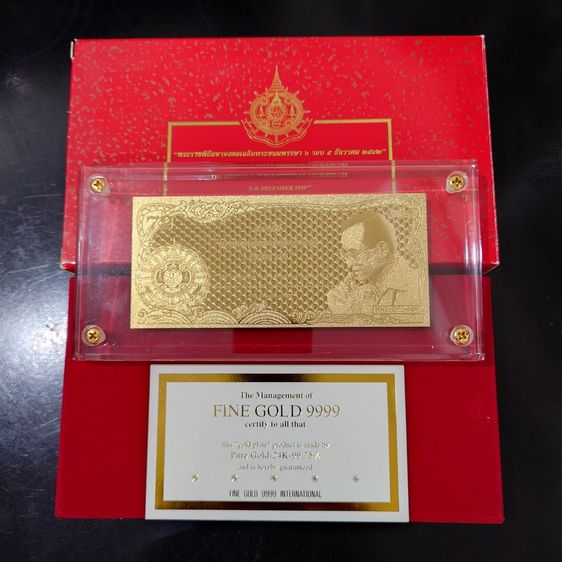 "พระราชพิธีมหามงคลเฉลิมพระชนมพรรษา ๖ รอบ ๕ ธันวาคม ๒๕๔๒"
5 th DECEMBER 1999"
The Management of
FINE GOLD 9999
certify to all that
this "gold plate" product is made by
Pure Gold-24K-99.75%
and is hereby guaranteed
FINE GOLD 9999 INTERNATIONAL